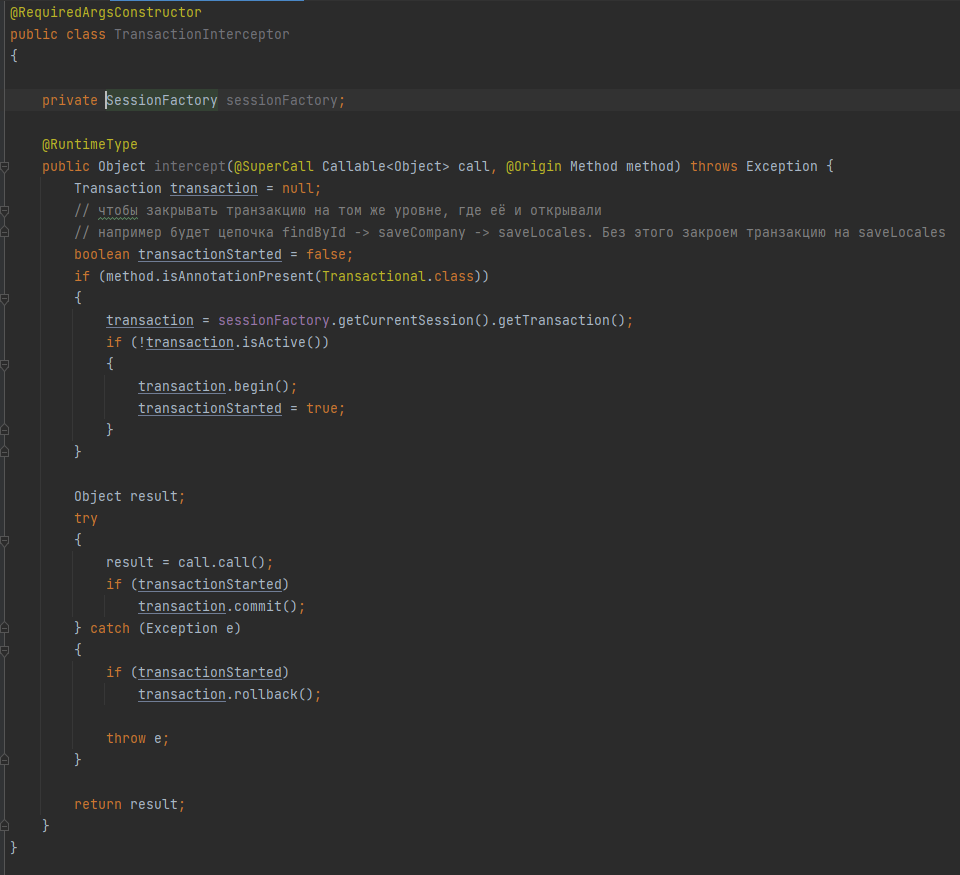 @RequiredArgsConstructor
public class TransactionInterceptor
{
private SessionFactory sessionFactory;
@RuntimeType
public Object intercept(@SuperCall Callable<Object> call, @Origin Method method) throws Exception {
Transaction transaction = null;
// чтобы закрывать транзакцию на том же уровне, где её и открывали
// например будет цепочка findById -> saveCompany -> saveLocales. Без этого закроем транзакцию на saveLocales
boolean transactionStarted = false;
if (method.isAnnotationPresent(Transactional.class))
{
transaction = sessionFactory.getCurrentSession().getTransaction();
if (!transaction.isActive())
{
transaction.begin();
transactionStarted = true;
}
}
Object result;
try
{
result = call.call();
if (transactionStarted)
transaction.commit();
} catch (Exception e)
{
if (transactionStarted)
transaction.rollback();
throw e;
}
return result;
}
}